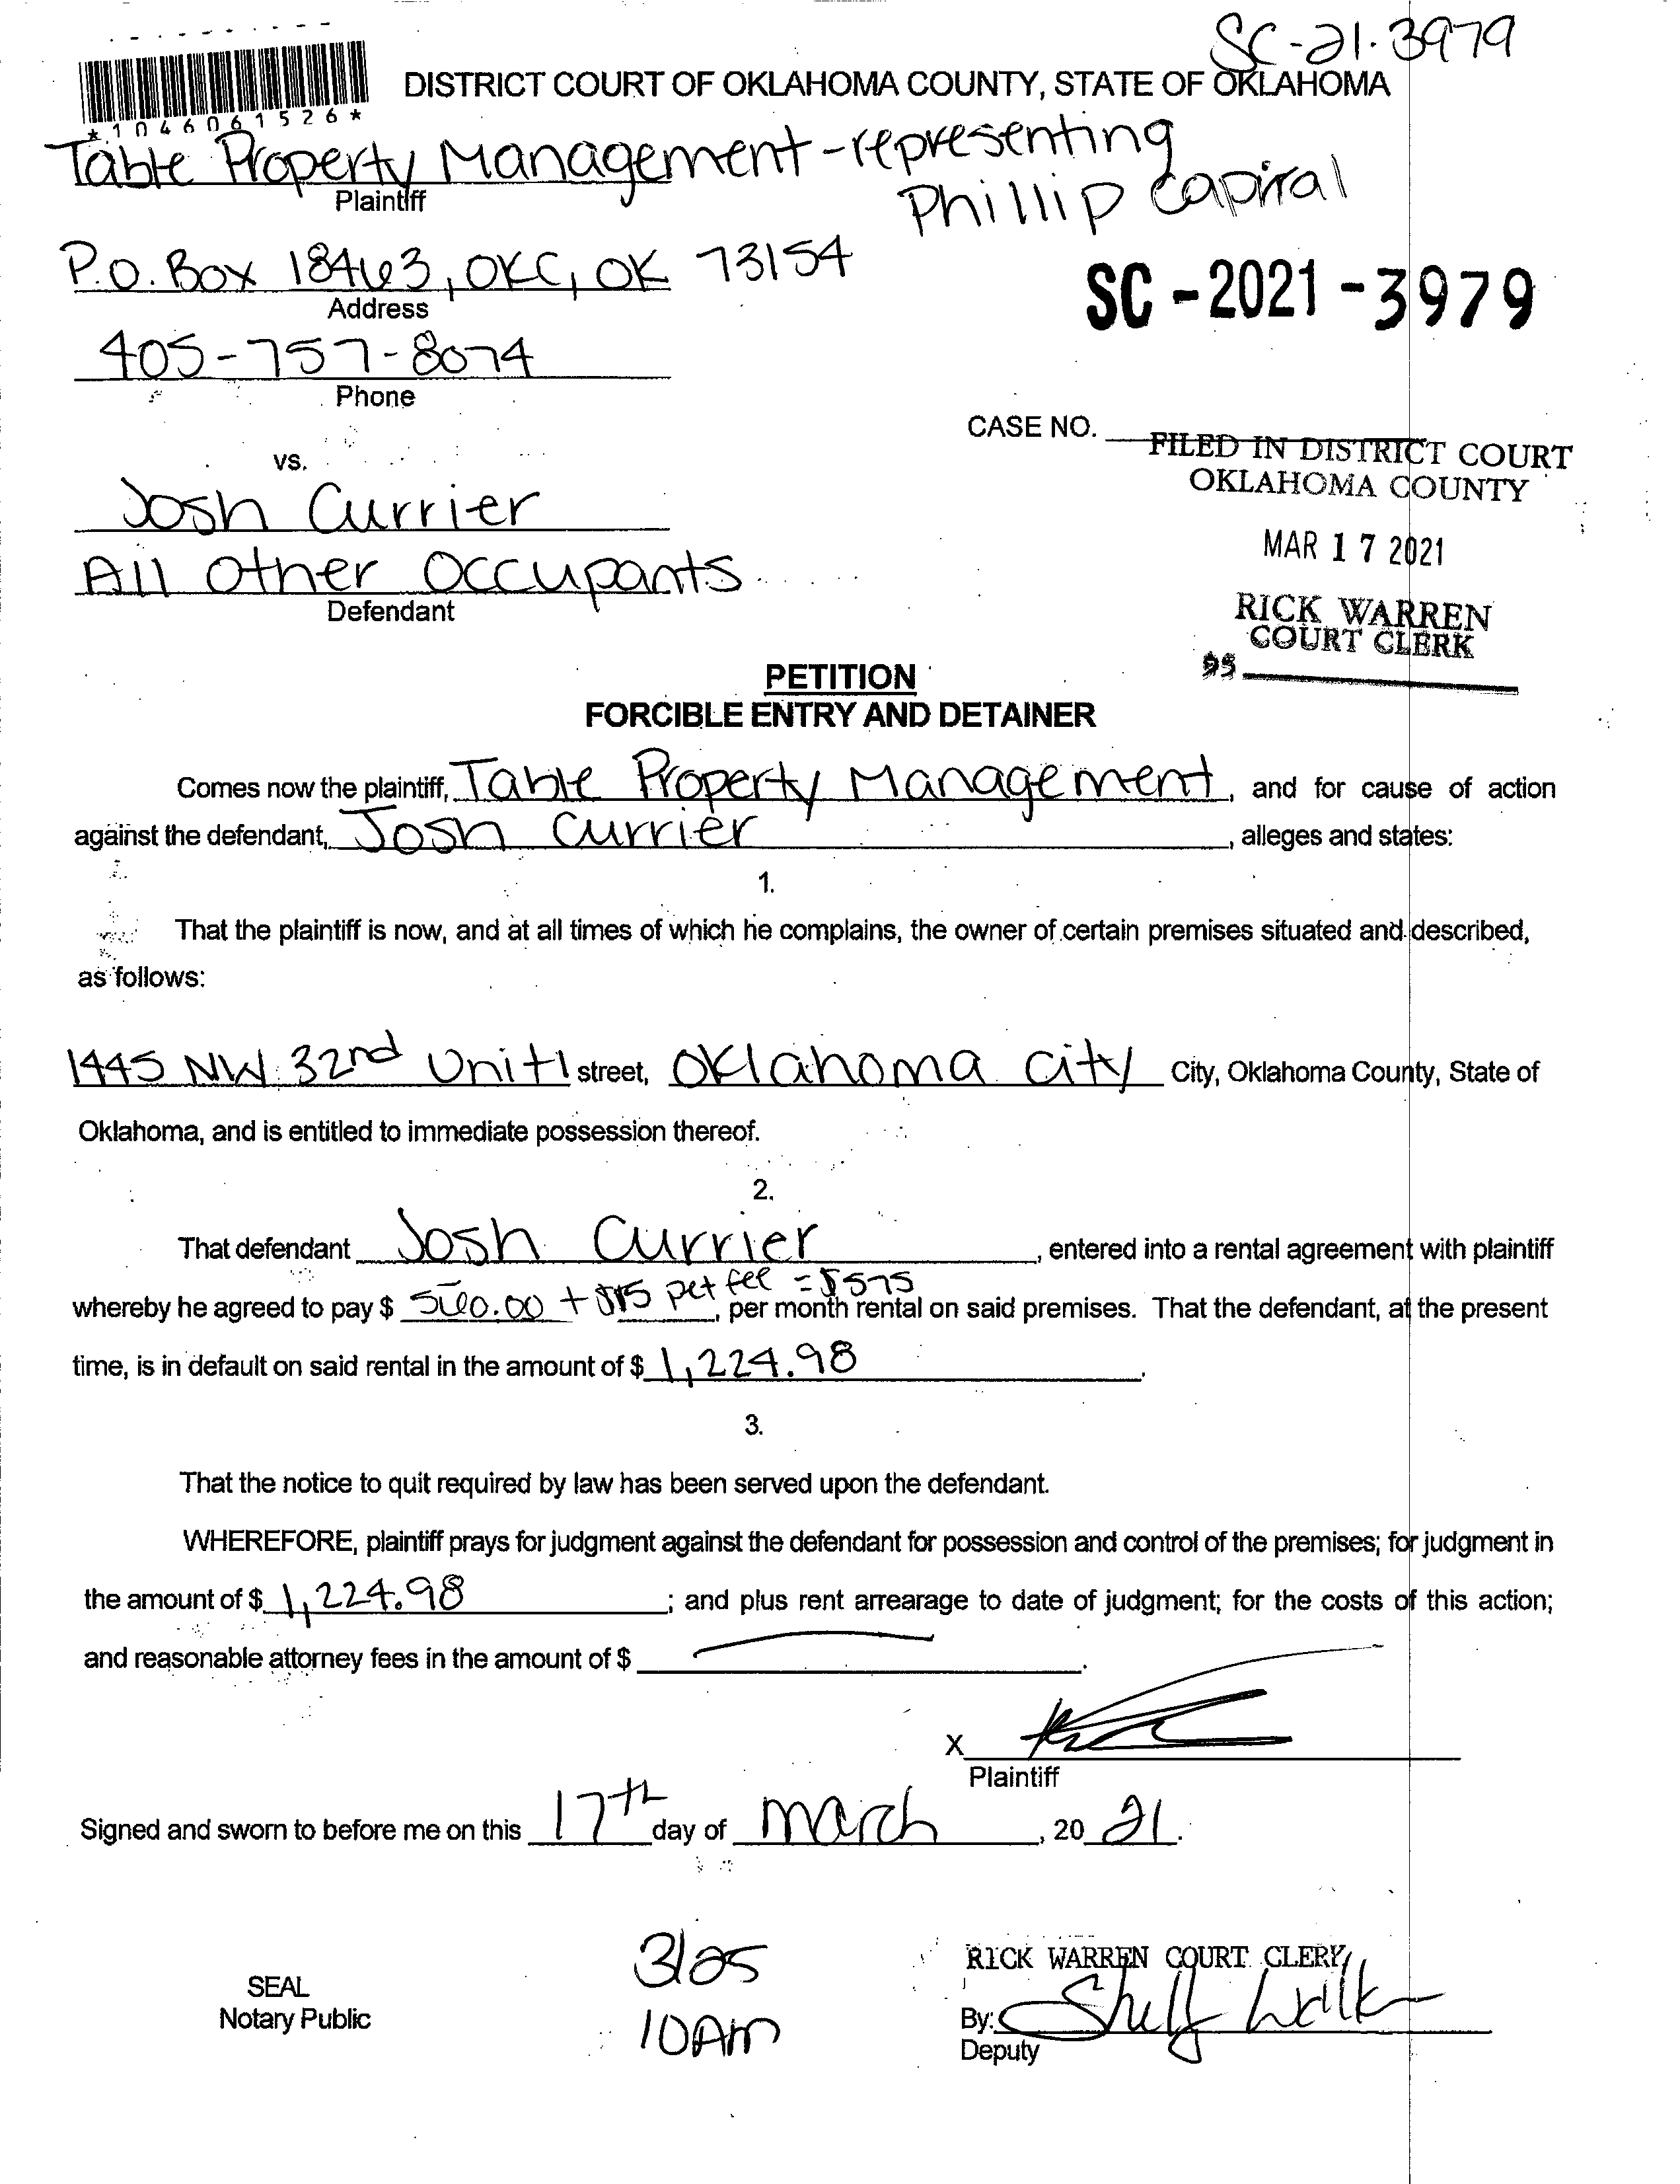 SC-21-3979
DISTRICT COURT OF OKLAHOMA COUNTY, STATE OF OKLAHOMA
*1046061526*
Table Property Management - representing
Phillip Capital
Plaintiff
P.O. Box 18463, OKC, OK 73154
Address
SC-2021-3979
405-757-8074
Phone
CASE NO.
FILED IN DISTRICT COURT
OKLAHOMA COUNTY
vs.
Josh Currier
MAR 17 2021
All Other Occupants
Defendant
RICK WARREN
COURT CLERK
95
PETITION
FORCIBLE ENTRY AND DETAINER
Comes now the plaintiff, Table Property Management, and for cause of action
against the defendant, Josh Currier, alleges and states:
1.
That the plaintiff is now, and at all times of which he complains, the owner of certain premises situated and described,
as follows:
1445 NW 32nd Unit 1 street, Oklahoma City City, Oklahoma County, State of
Oklahoma, and is entitled to immediate possession thereof.
2.
That defendant Josh Currier, entered into a rental agreement with plaintiff
whereby he agreed to pay $ 560.00 + $15 pet fee = $575, per month rental on said premises. That the defendant, at the present
time, is in default on said rental in the amount of $ 1,224.98.
3.
That the notice to quit required by law has been served upon the defendant.
WHEREFORE, plaintiff prays for judgment against the defendant for possession and control of the premises; for judgment in
the amount of $ 1,224.98; and plus rent arrearage to date of judgment; for the costs of this action;
and reasonable attorney fees in the amount of $
X
Plaintiff
Signed and sworn to before me on this 17th day of March, 20 21.
3/25
10Am
SEAL
Notary Public
RICK WARREN COURT CLERK
By:
Deputy